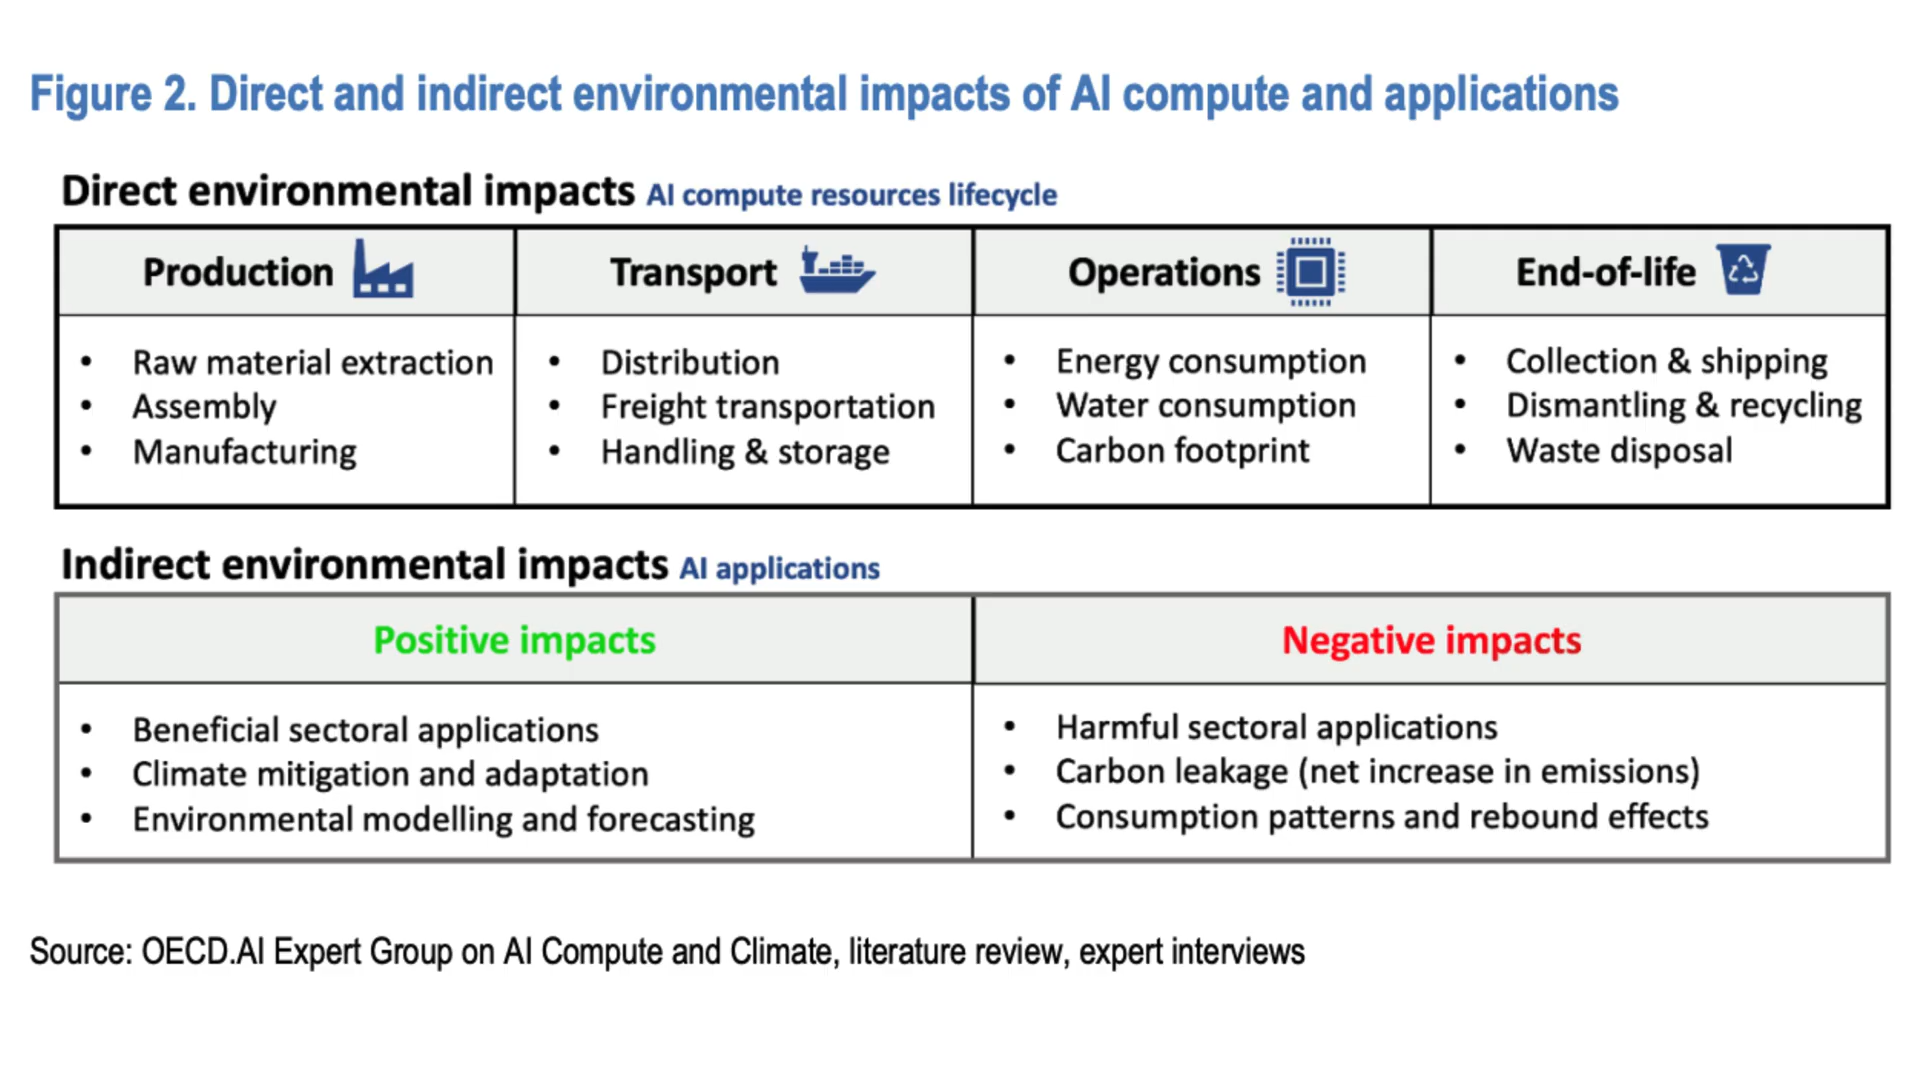 Figure 2. Direct and indirect environmental impacts of AI compute and applications
Direct environmental impacts AI compute resources lifecycle
Production
• Raw material extraction
• Assembly
• Manufacturing
Transport
• Distribution
• Freight transportation
• Handling & storage
Operations
• Energy consumption
• Water consumption
• Carbon footprint
End-of-life
• Collection & shipping
• Dismantling & recycling
• Waste disposal
Indirect environmental impacts AI applications
Positive impacts
• Beneficial sectoral applications
• Climate mitigation and adaptation
• Environmental modelling and forecasting
Negative impacts
• Harmful sectoral applications
• Carbon leakage (net increase in emissions)
• Consumption patterns and rebound effects
Source: OECD.AI Expert Group on AI Compute and Climate, literature review, expert interviews